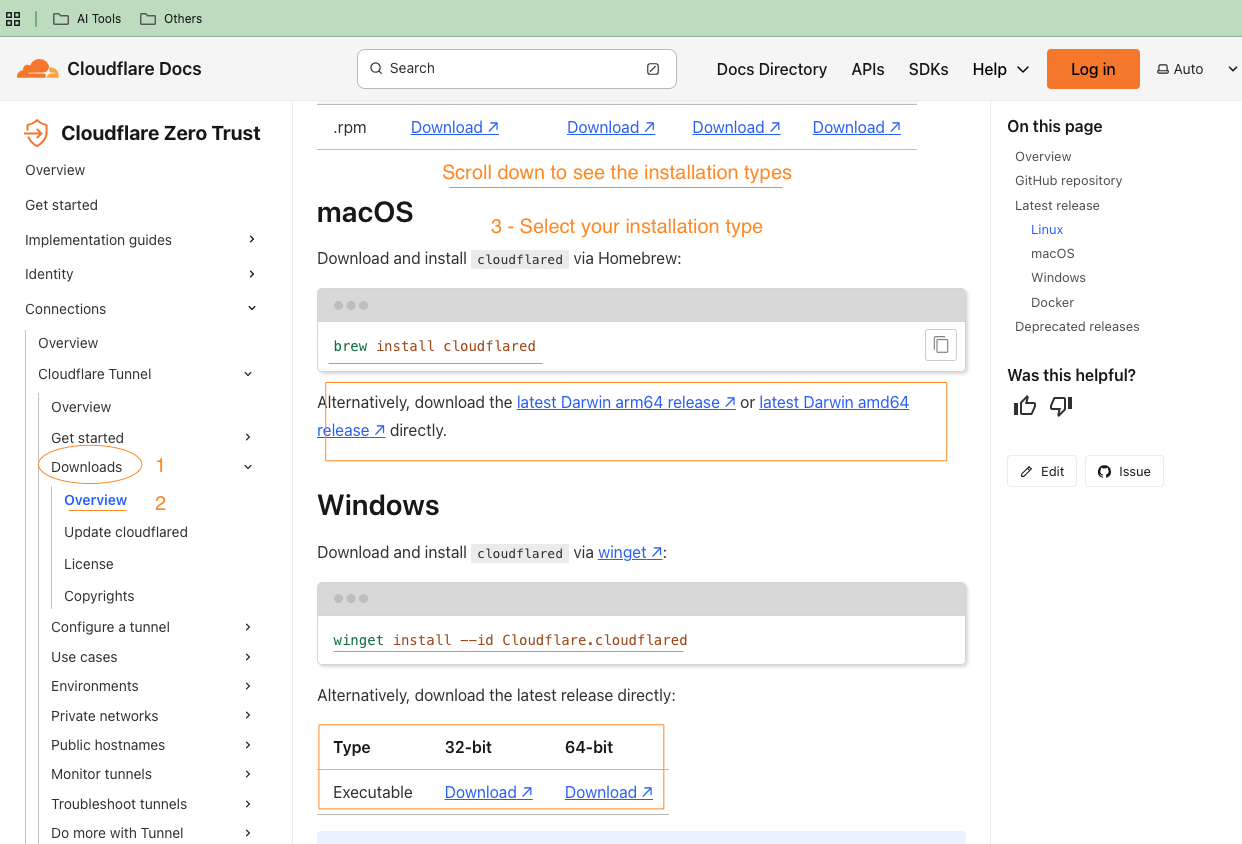 AI Tools
Others
Cloudflare Docs
Search
Docs Directory
APIs
SDKs
Help
Log in
Auto
Cloudflare Zero Trust
Overview
Get started
Implementation guides
Identity
Connections
Overview
Cloudflare Tunnel
Overview
Get started
Downloads 1
Overview 2
Update cloudflared
License
Copyrights
Configure a tunnel
Use cases
Environments
Private networks
Public hostnames
Monitor tunnels
Troubleshoot tunnels
Do more with Tunnel
.rpm Download ↗ Download ↗ Download ↗ Download ↗
Scroll down to see the installation types
macOS
3 - Select your installation type
Download and install cloudflared via Homebrew:
brew install cloudflared
Alternatively, download the latest Darwin arm64 release ↗ or latest Darwin amd64
release ↗ directly.
Windows
Download and install cloudflared via winget ↗:
winget install --id Cloudflare.cloudflared
Alternatively, download the latest release directly:
Type 32-bit 64-bit
Executable Download ↗ Download ↗
On this page
Overview
GitHub repository
Latest release
Linux
macOS
Windows
Docker
Deprecated releases
Was this helpful?
Edit
Issue